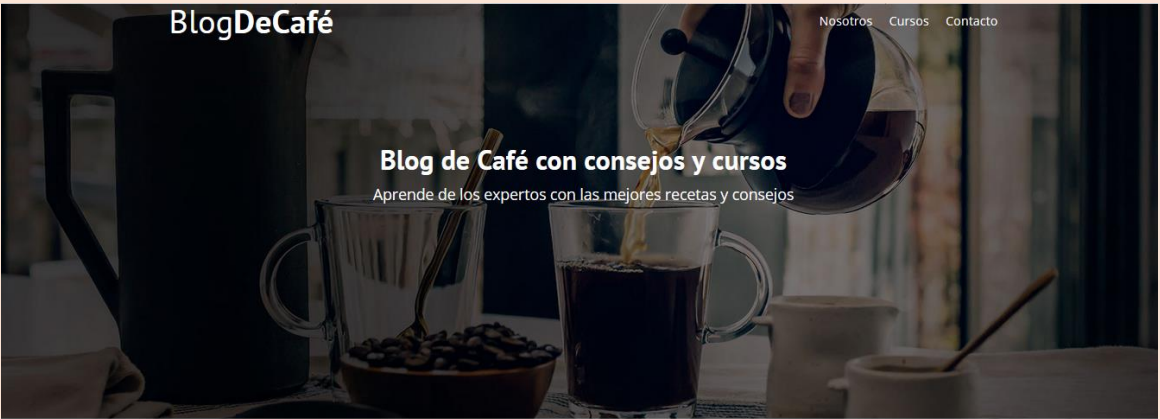 BlogDeCafé
Nosotros Cursos Contacto
Blog de Café con consejos y cursos
Aprende de los expertos con las mejores recetas y consejos